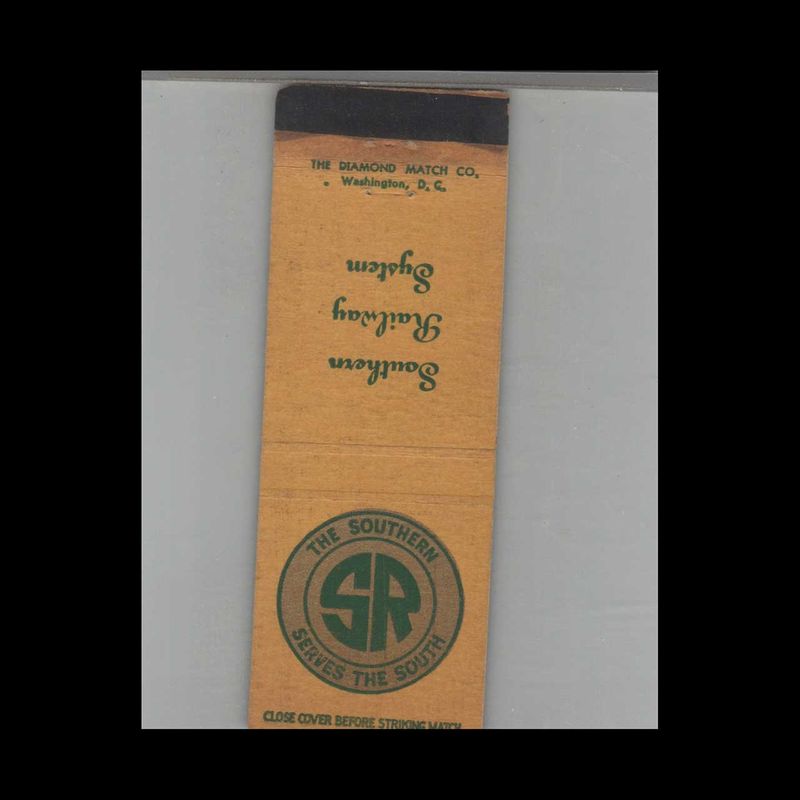 THE DIAMOND MATCH CO.
Washington, D. C.
Southern
Railway
System
THE SOUTHERN
SR
SERVES THE SOUTH
CLOSE COVER BEFORE STRIKING MATCH